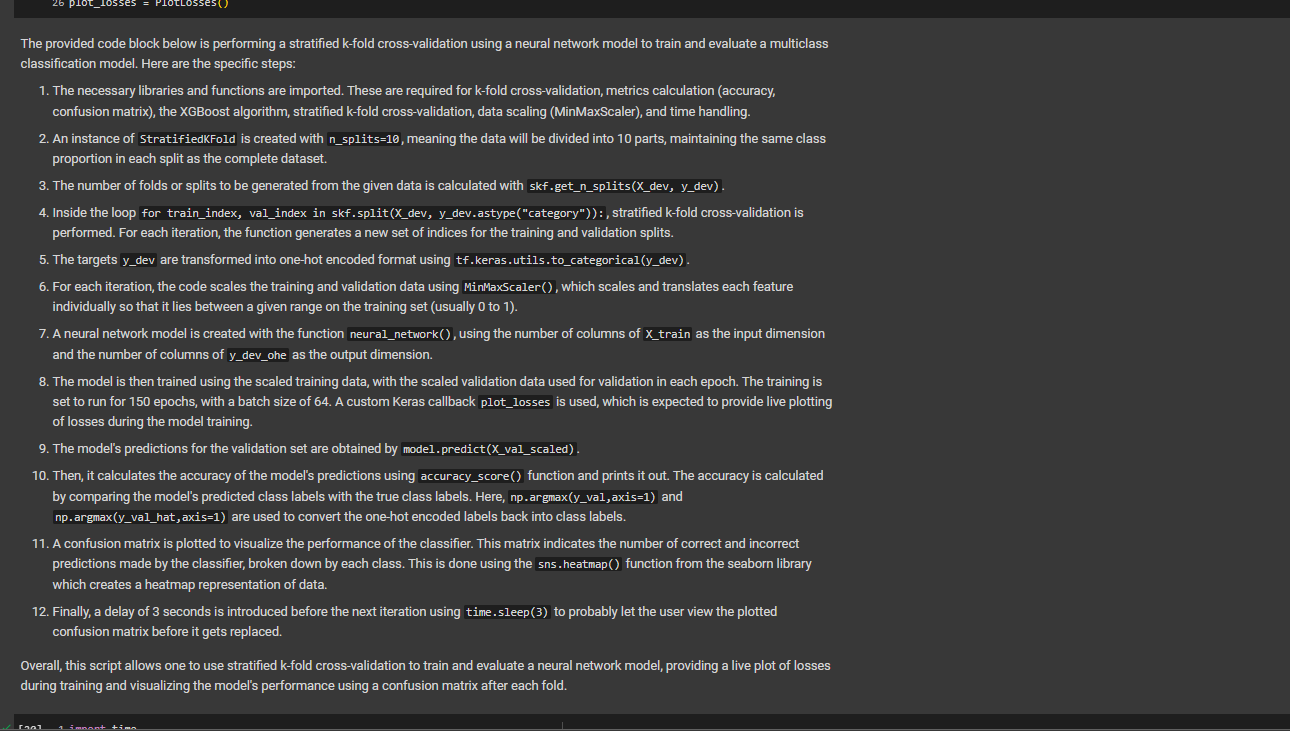 26 plot_losses = PlotLosses()
The provided code block below is performing a stratified k-fold cross-validation using a neural network model to train and evaluate a multiclass
classification model. Here are the specific steps:
1. The necessary libraries and functions are imported. These are required for k-fold cross-validation, metrics calculation (accuracy,
confusion matrix), the XGBoost algorithm, stratified k-fold cross-validation, data scaling (MinMaxScaler), and time handling.
2. An instance of StratifiedKFold is created with n_splits=10, meaning the data will be divided into 10 parts, maintaining the same class
proportion in each split as the complete dataset.
3. The number of folds or splits to be generated from the given data is calculated with skf.get_n_splits(X_dev, y_dev).
4. Inside the loop for train_index, val_index in skf.split(X_dev, y_dev.astype("category")):, stratified k-fold cross-validation is
performed. For each iteration, the function generates a new set of indices for the training and validation splits.
5. The targets y_dev are transformed into one-hot encoded format using tf.keras.utils.to_categorical(y_dev).
6. For each iteration, the code scales the training and validation data using MinMaxScaler(), which scales and translates each feature
individually so that it lies between a given range on the training set (usually 0 to 1).
7. A neural network model is created with the function neural_network(), using the number of columns of X_train as the input dimension
and the number of columns of y_dev_ohe as the output dimension.
8. The model is then trained using the scaled training data, with the scaled validation data used for validation in each epoch. The training is
set to run for 150 epochs, with a batch size of 64. A custom Keras callback plot_losses is used, which is expected to provide live plotting
of losses during the model training.
9. The model's predictions for the validation set are obtained by model.predict(X_val_scaled).
10. Then, it calculates the accuracy of the model's predictions using accuracy_score() function and prints it out. The accuracy is calculated
by comparing the model's predicted class labels with the true class labels. Here, np.argmax(y_val,axis=1) and
np.argmax(y_val_hat,axis=1) are used to convert the one-hot encoded labels back into class labels.
11. A confusion matrix is plotted to visualize the performance of the classifier. This matrix indicates the number of correct and incorrect
predictions made by the classifier, broken down by each class. This is done using the sns.heatmap() function from the seaborn library
which creates a heatmap representation of data.
12. Finally, a delay of 3 seconds is introduced before the next iteration using time.sleep(3) to probably let the user view the plotted
confusion matrix before it gets replaced.
Overall, this script allows one to use stratified k-fold cross-validation to train and evaluate a neural network model, providing a live plot of losses
during training and visualizing the model's performance using a confusion matrix after each fold.
1 import time